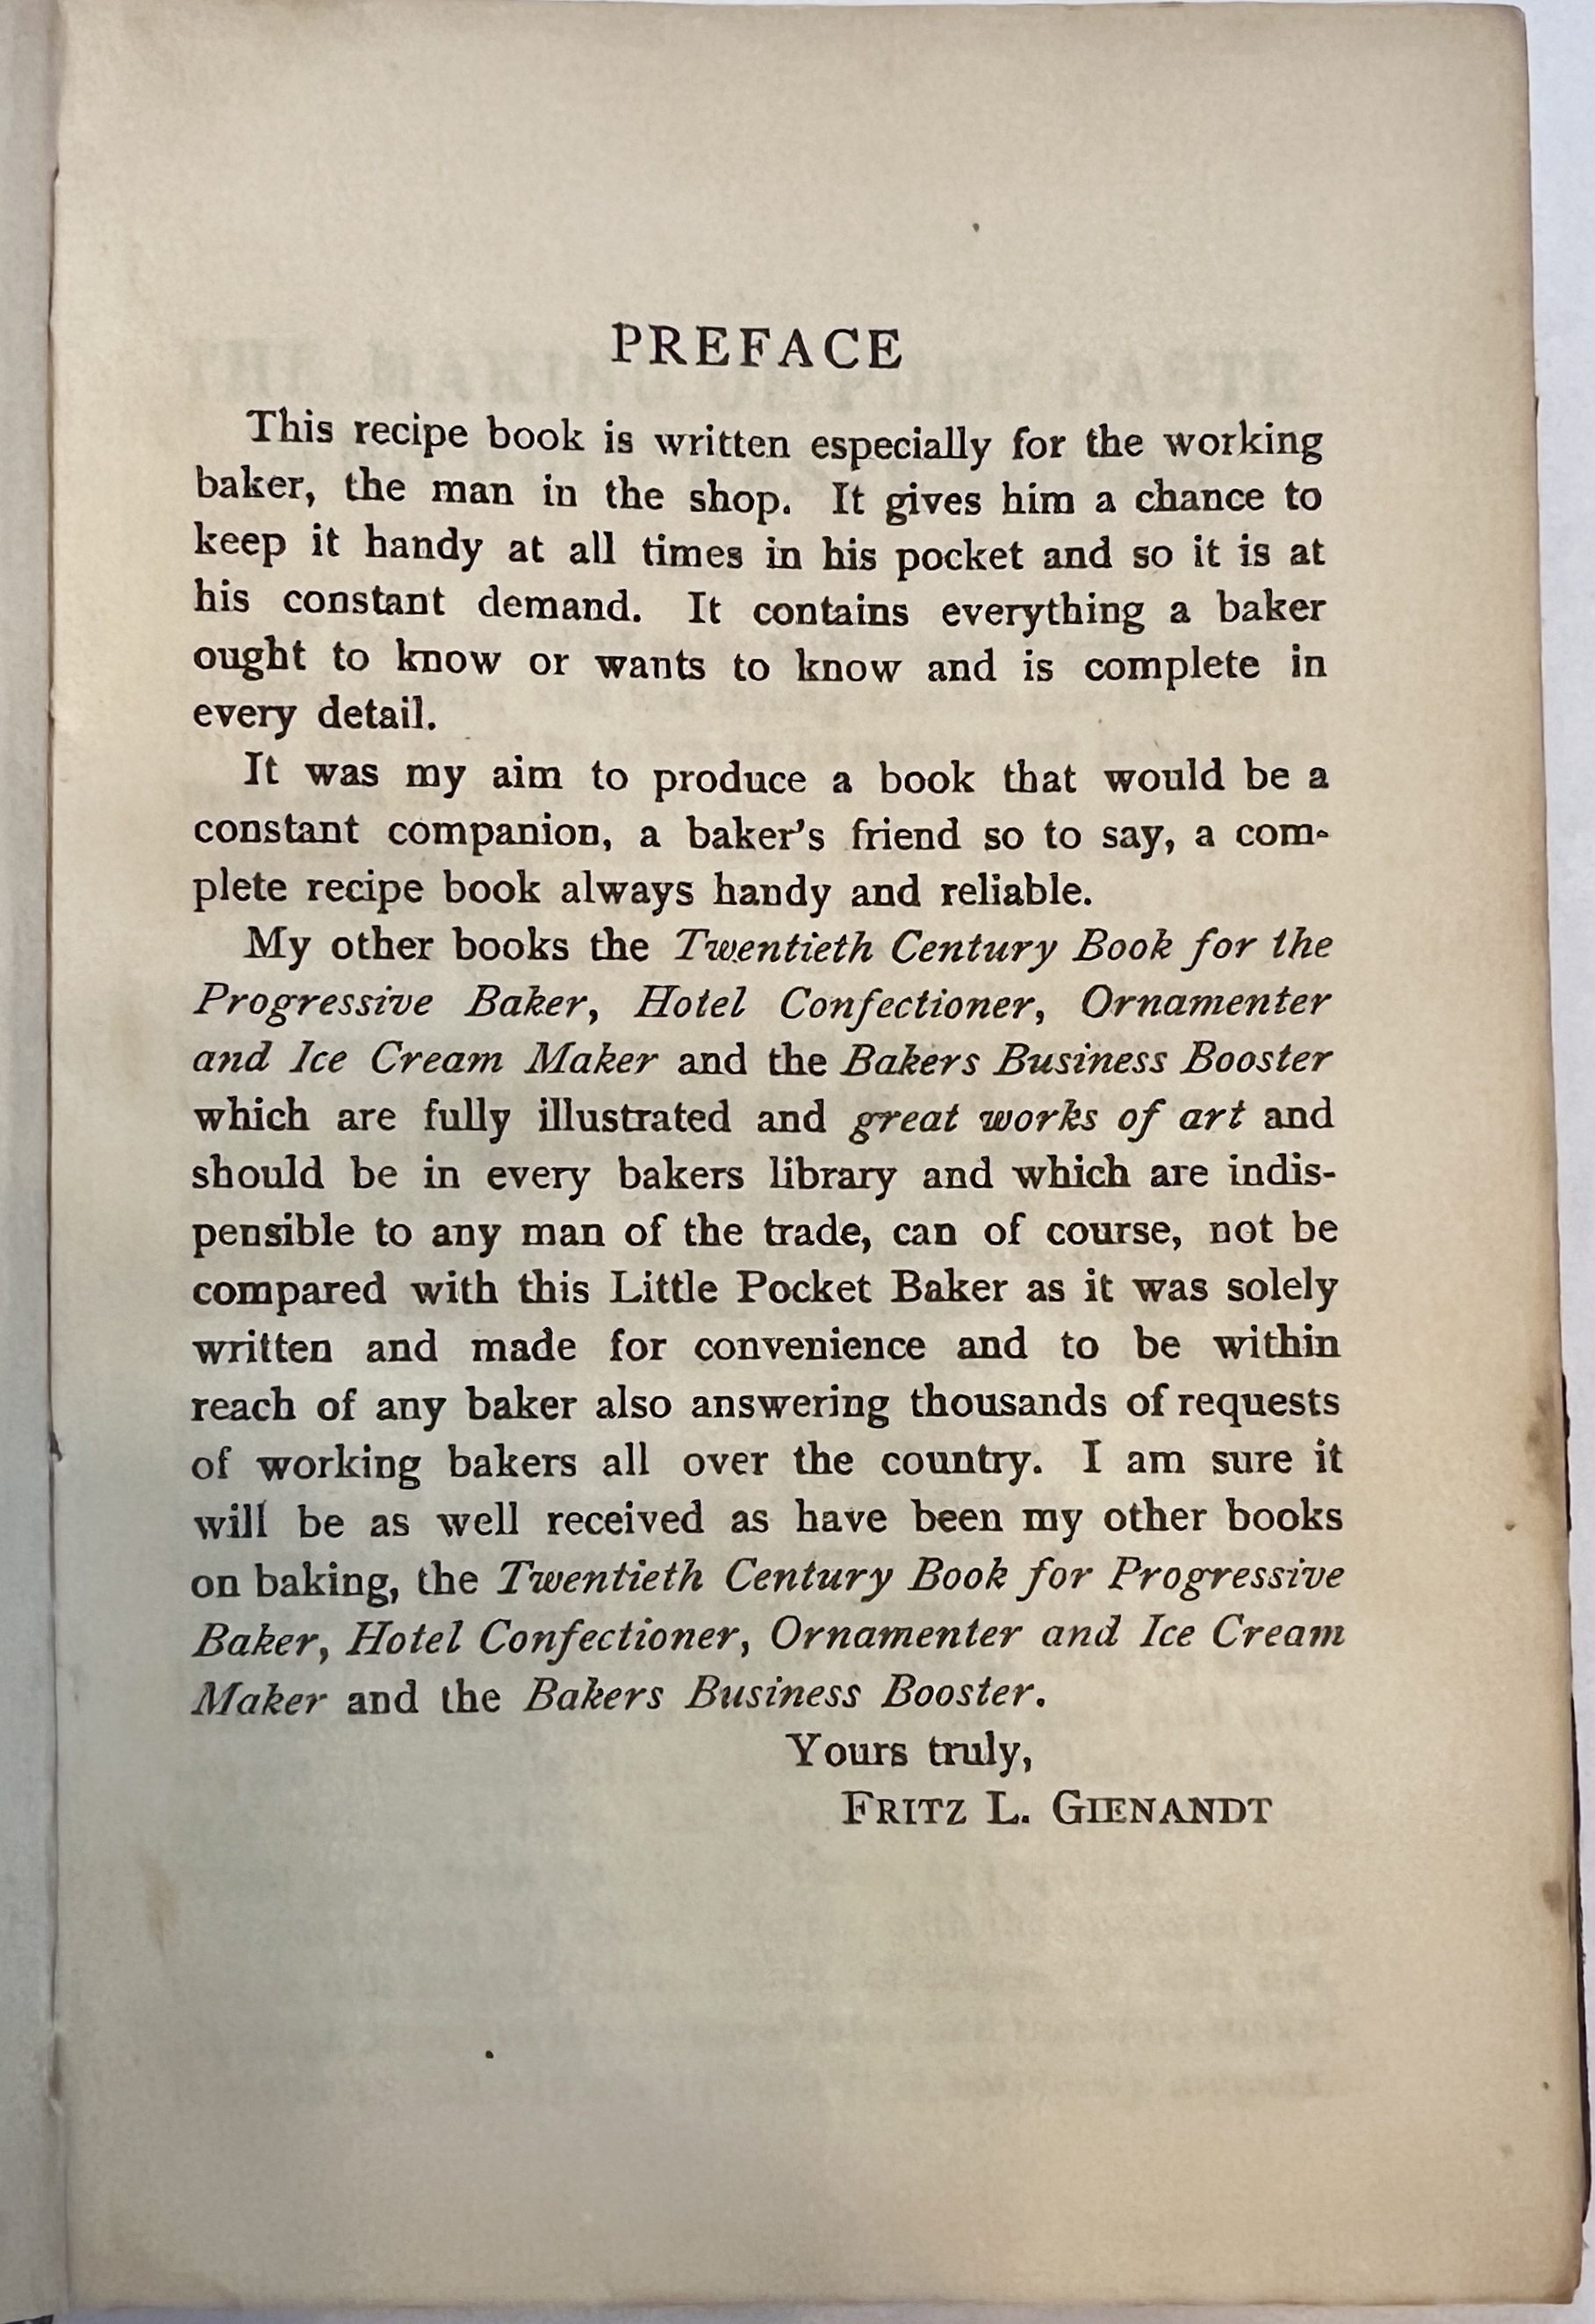 PREFACE
This recipe book is written especially for the working
baker, the man in the shop. It gives him a chance to
keep it handy at all times in his pocket and so it is at
his constant demand. It contains everything a baker
ought to know or wants to know and is complete in
every detail.
It was my aim to produce a book that would be a
constant companion, a baker's friend so to say, a com-
plete recipe book always handy and reliable.
My other books the Twentieth Century Book for the
Progressive Baker, Hotel Confectioner, Ornamenter
and Ice Cream Maker and the Bakers Business Booster
which are fully illustrated and great works of art and
should be in every bakers library and which are indis-
pensible to any man of the trade, can of course, not be
compared with this Little Pocket Baker as it was solely
written and made for convenience and to be within
reach of any baker also answering thousands of requests
of working bakers all over the country. I am sure it
will be as well received as have been my other books
on baking, the Twentieth Century Book for Progressive
Baker, Hotel Confectioner, Ornamenter and Ice Cream
Maker and the Bakers Business Booster.
Yours truly,
FRITZ L. GIENANDT